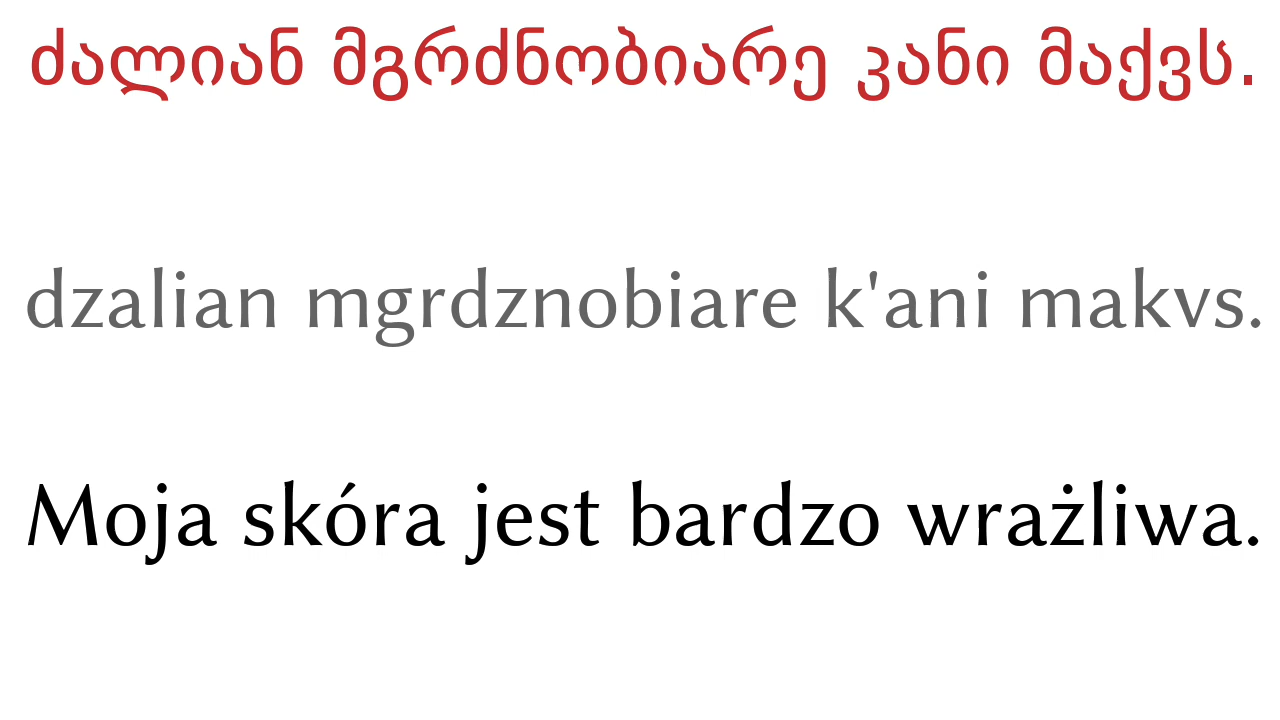 ძალიან მგრძნობიარე კანი მაქვს.
dzalian mgrdznobiare k'ani makvs.
Moja skóra jest bardzo wrażliwa.